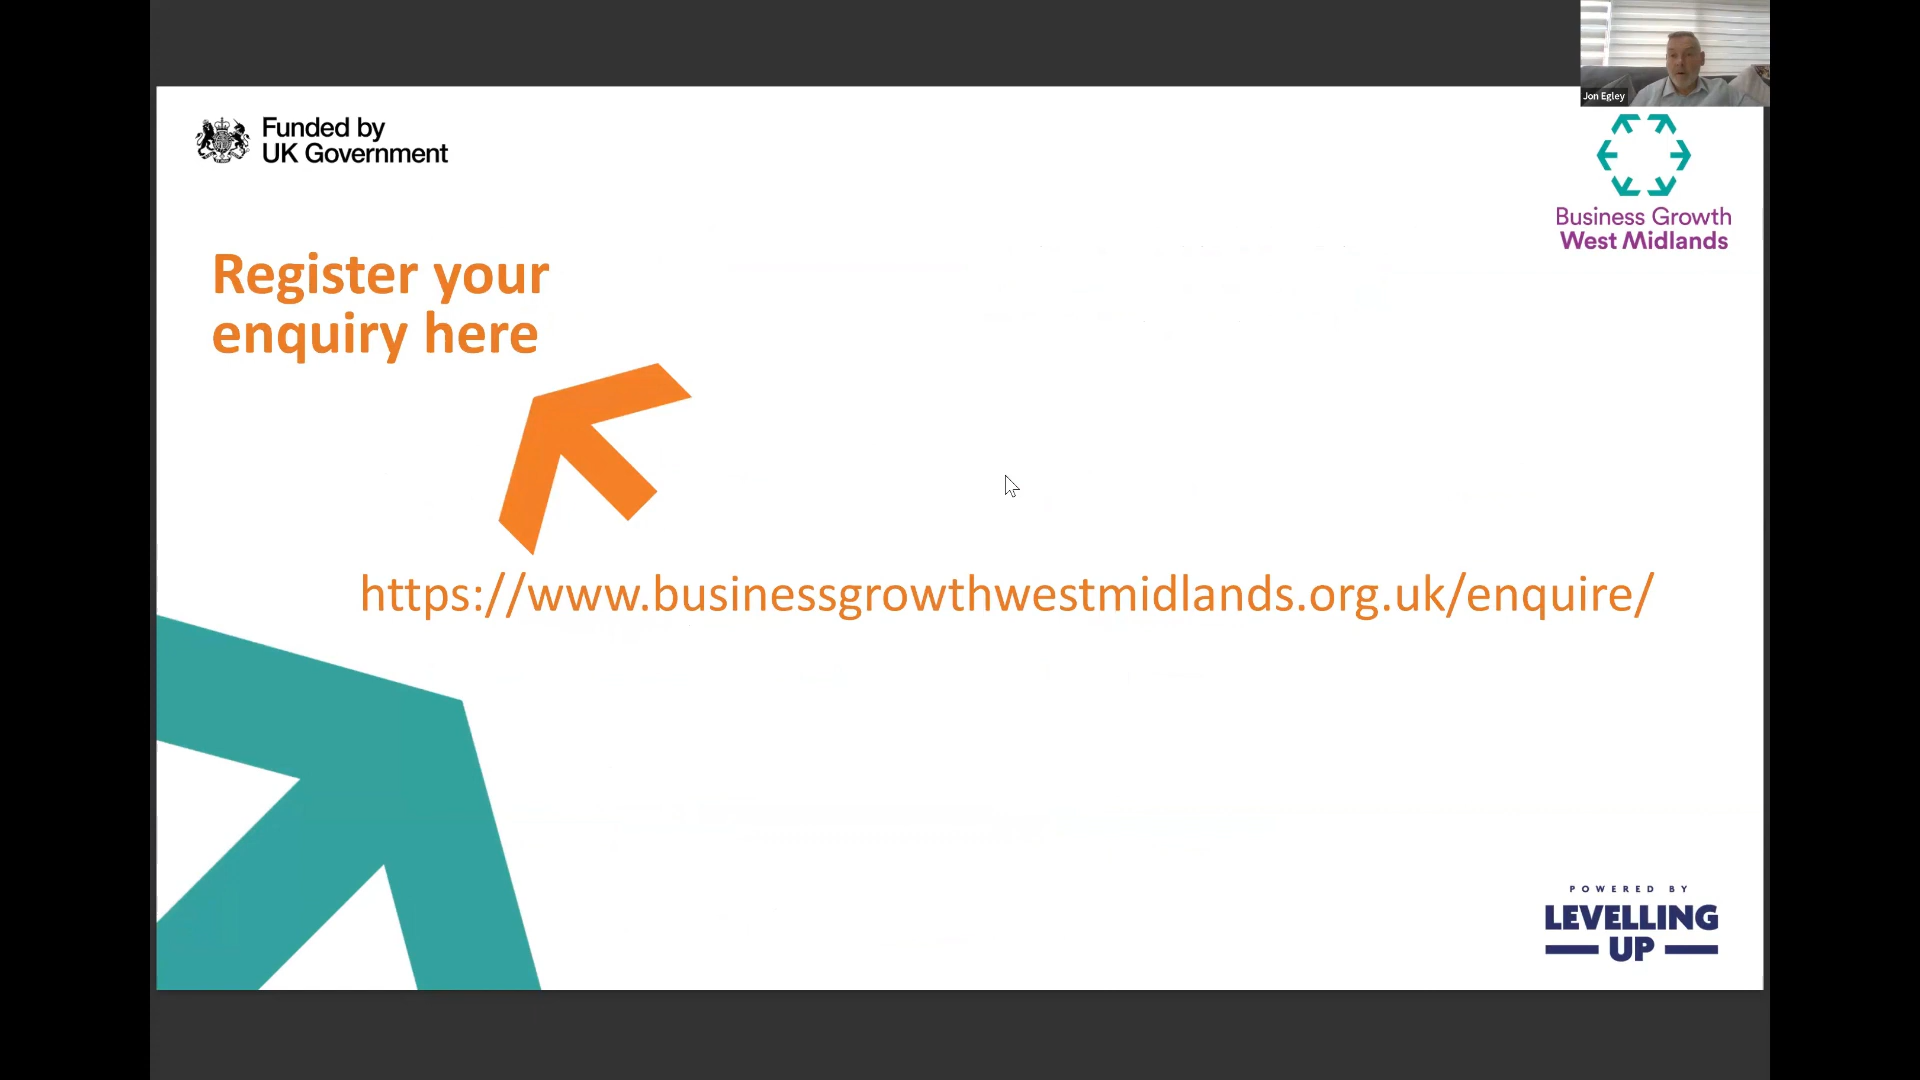 Jon Egley
Funded by
UK Government
Business Growth
West Midlands
Register your
enquiry here
https://www.businessgrowthwestmidlands.org.uk/enquire/
POWERED BY
LEVELLING
UP